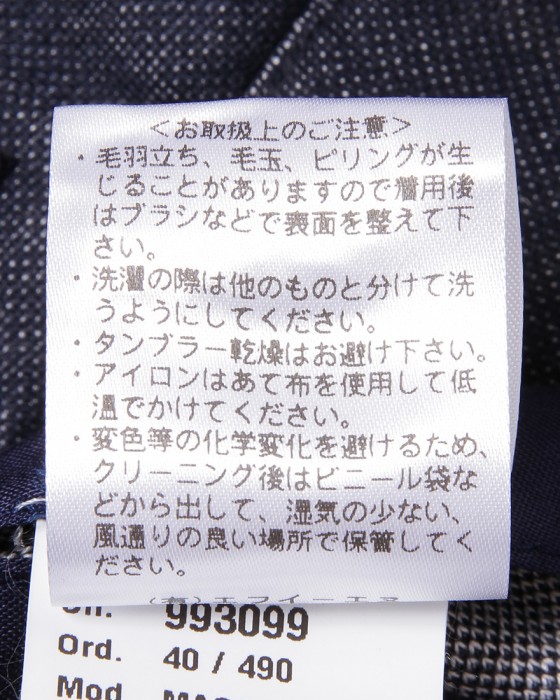 ＜お取扱上のご注意＞
・毛羽立ち、毛玉、ピリングが生
じることがありますので着用後
はブラシなどで表面を整えて下
さい。
・洗濯の際は他のものと分けて洗
うようにしてください。
・タンブラー乾燥はお避け下さい。
・アイロンはあて布を使用して低
温でかけてください。
・変色等の化学変化を避けるため、
クリーニング後はビニール袋な
どから出して、湿気の少ない、
風通りの良い場所で保管してく
ださい。
993099
Ord. 40 / 490
Mod.